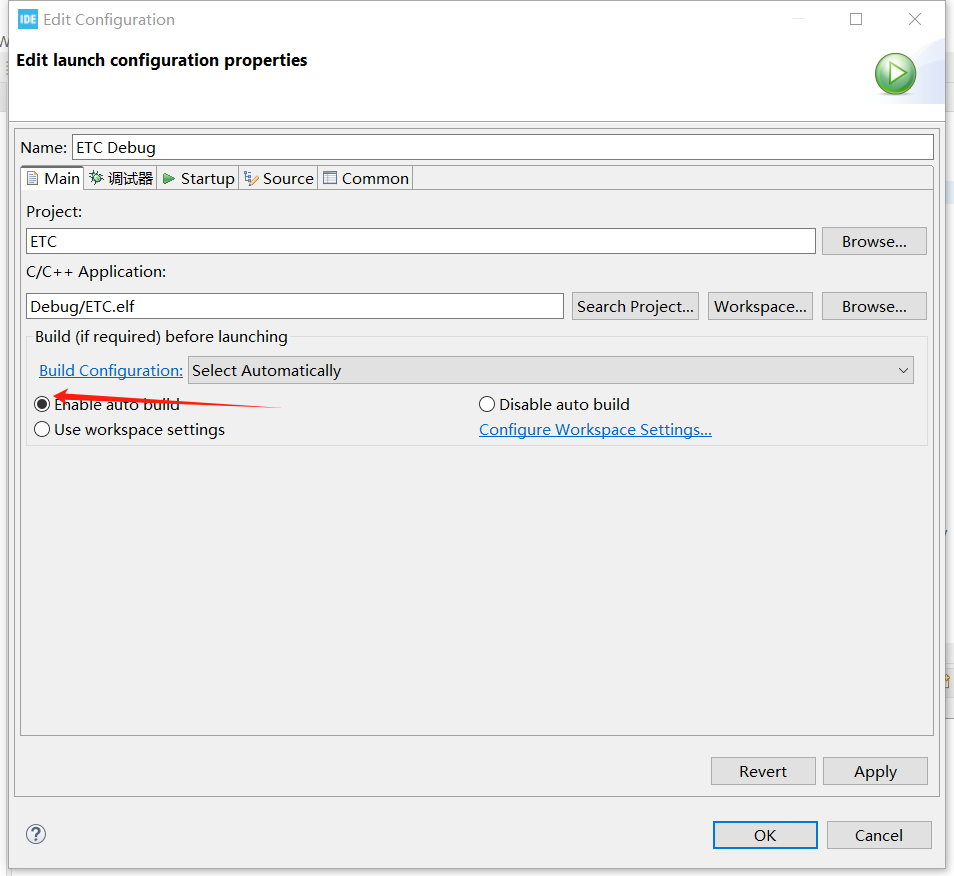 IDE Edit Configuration
Edit launch configuration properties
Name: ETC Debug
Main 调试器 Startup Source Common
Project:
ETC Browse...
C/C++ Application:
Debug/ETC.elf Search Project... Workspace... Browse...
Build (if required) before launching
Build Configuration: Select Automatically
Enable auto build Disable auto build
Use workspace settings Configure Workspace Settings...
Revert Apply
? OK Cancel